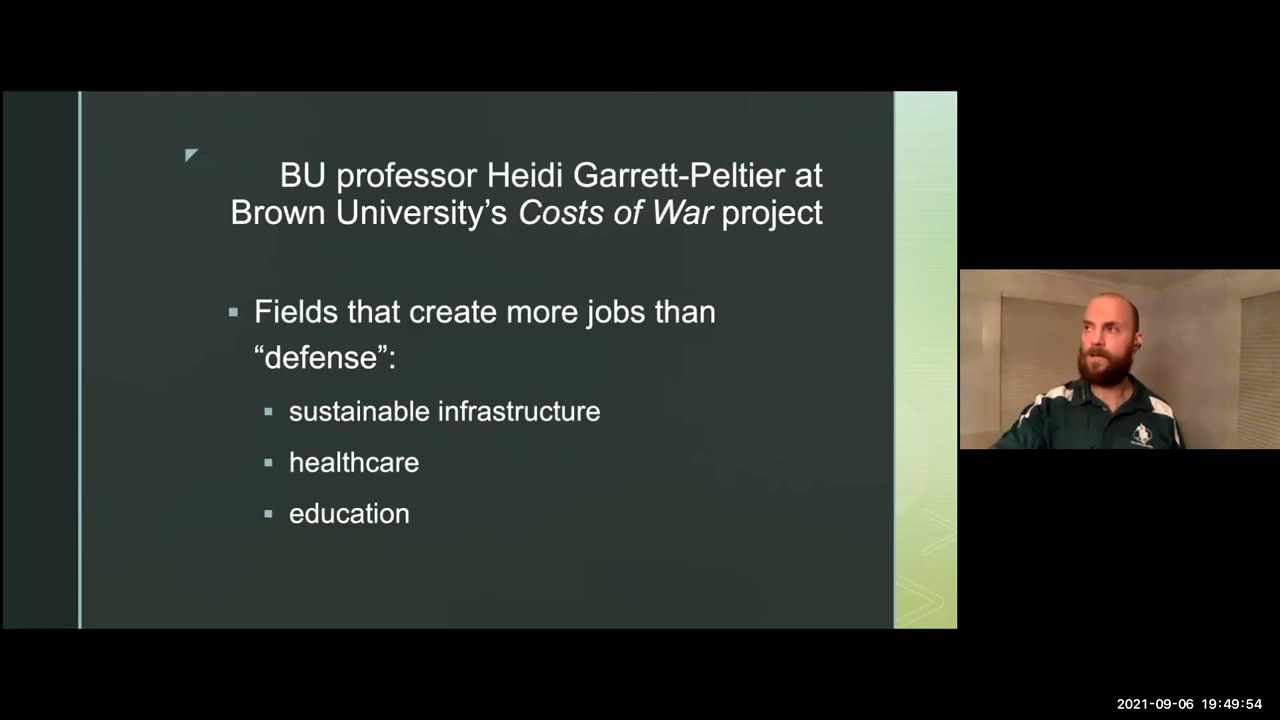 BU professor Heidi Garrett-Peltier at
Brown University’s Costs of War project
Fields that create more jobs than
“defense”:
sustainable infrastructure
healthcare
education
2021-09-06 19:49:54